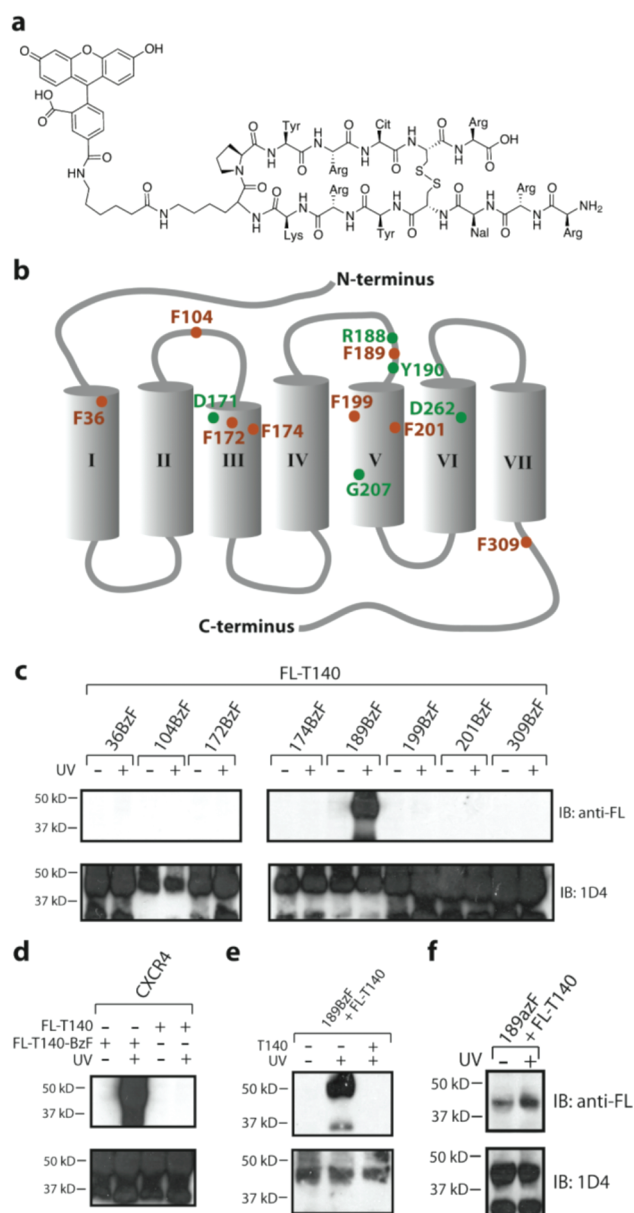 a
O
O
OH
HO
O
O
NH
O
N
H
O
N
O
Tyr
O
Arg
O
Cit
O
Arg
OH
O
S
S
Lys
Arg
Tyr
Nal
Arg
NH2
Arg
b
N-terminus
F104
R188
F189
Y190
F36
D171
F172
F174
F199
D262
F201
I
II
III
IV
V
VI
VII
G207
F309
C-terminus
c
FL-T140
36BzF 104BzF 172BzF 174BzF 189BzF 199BzF 201BzF 309BzF
UV – + – + – + – + – + – + – + – +
50 kD–
37 kD–
IB: anti-FL
50 kD–
37 kD–
IB: 1D4
d
CXCR4
FL-T140 – – + +
FL-T140-BzF + + – –
UV – + – +
50 kD–
37 kD–
50 kD–
37 kD–
e
189BzF
+ FL-T140
T140 – – +
UV – + +
50 kD–
37 kD–
50 kD–
37 kD–
f
189azF
+ FL-T140
UV – +
50 kD–
37 kD–
IB: anti-FL
50 kD–
37 kD–
IB: 1D4